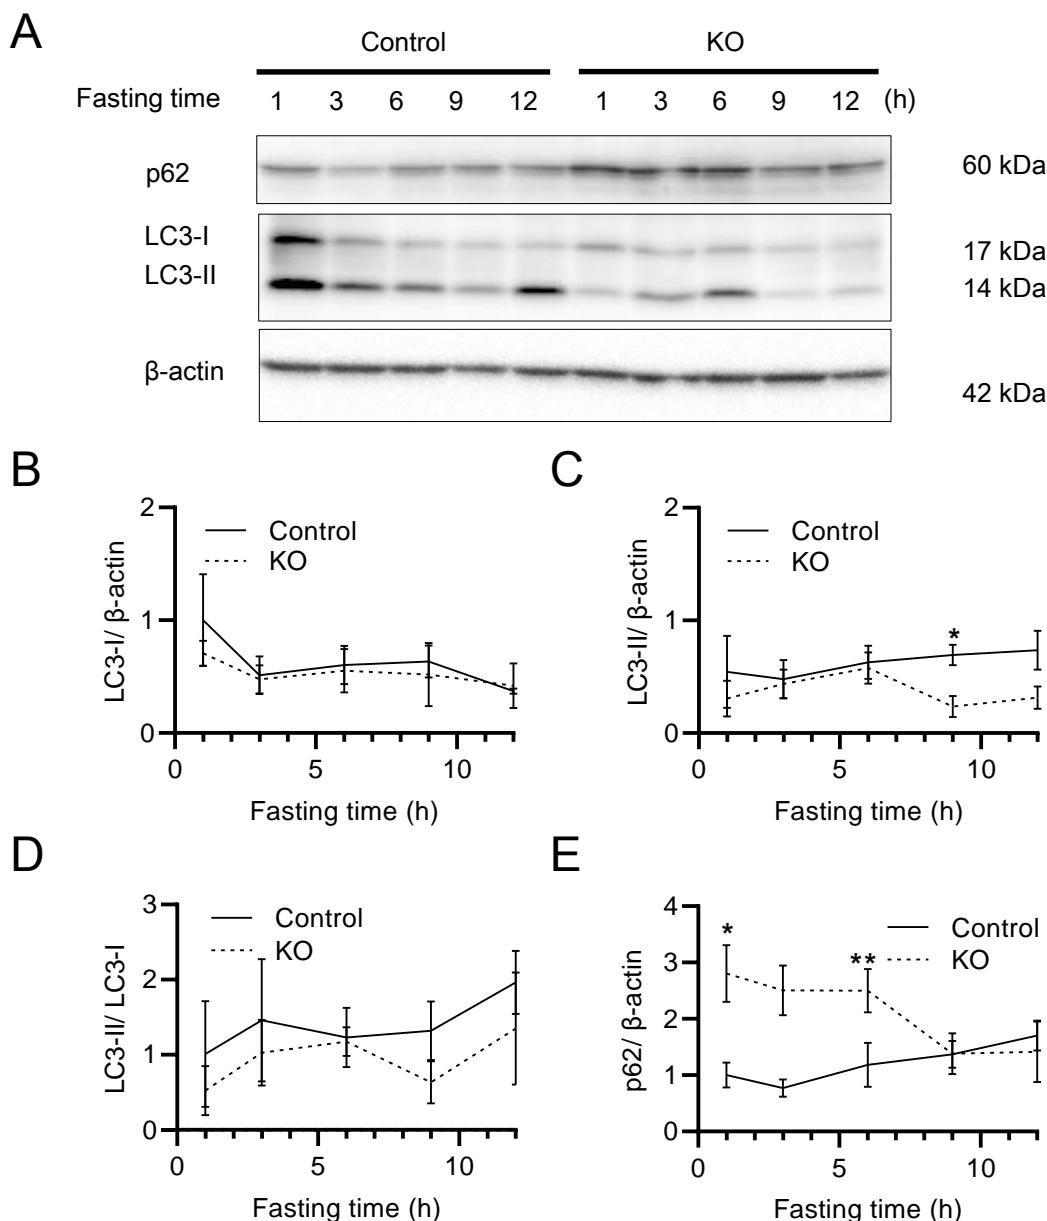 A
Control KO
Fasting time 1 3 6 9 12 1 3 6 9 12 (h)
p62 60 kDa
LC3-I 17 kDa
LC3-II 14 kDa
β-actin 42 kDa
B
2
1
0
LC3-I/ β-actin
Control
KO
0 5 10
Fasting time (h)
C
2
1
0
LC3-II/ β-actin
Control
KO
*
0 5 10
Fasting time (h)
D
3
2
1
0
LC3-II/ LC3-I
Control
KO
0 5 10
Fasting time (h)
E
4
3
2
1
0
p62/ β-actin
*
**
Control
KO
0 5 10
Fasting time (h)